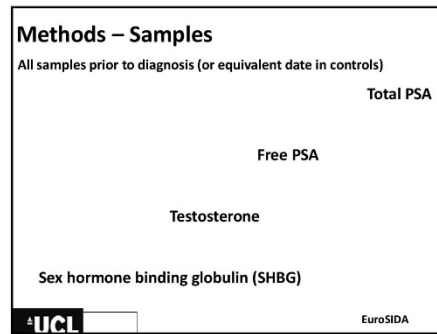 Methods – Samples
All samples prior to diagnosis (or equivalent date in controls)
Total PSA
Free PSA
Testosterone
Sex hormone binding globulin (SHBG)
UCL
EuroSIDA